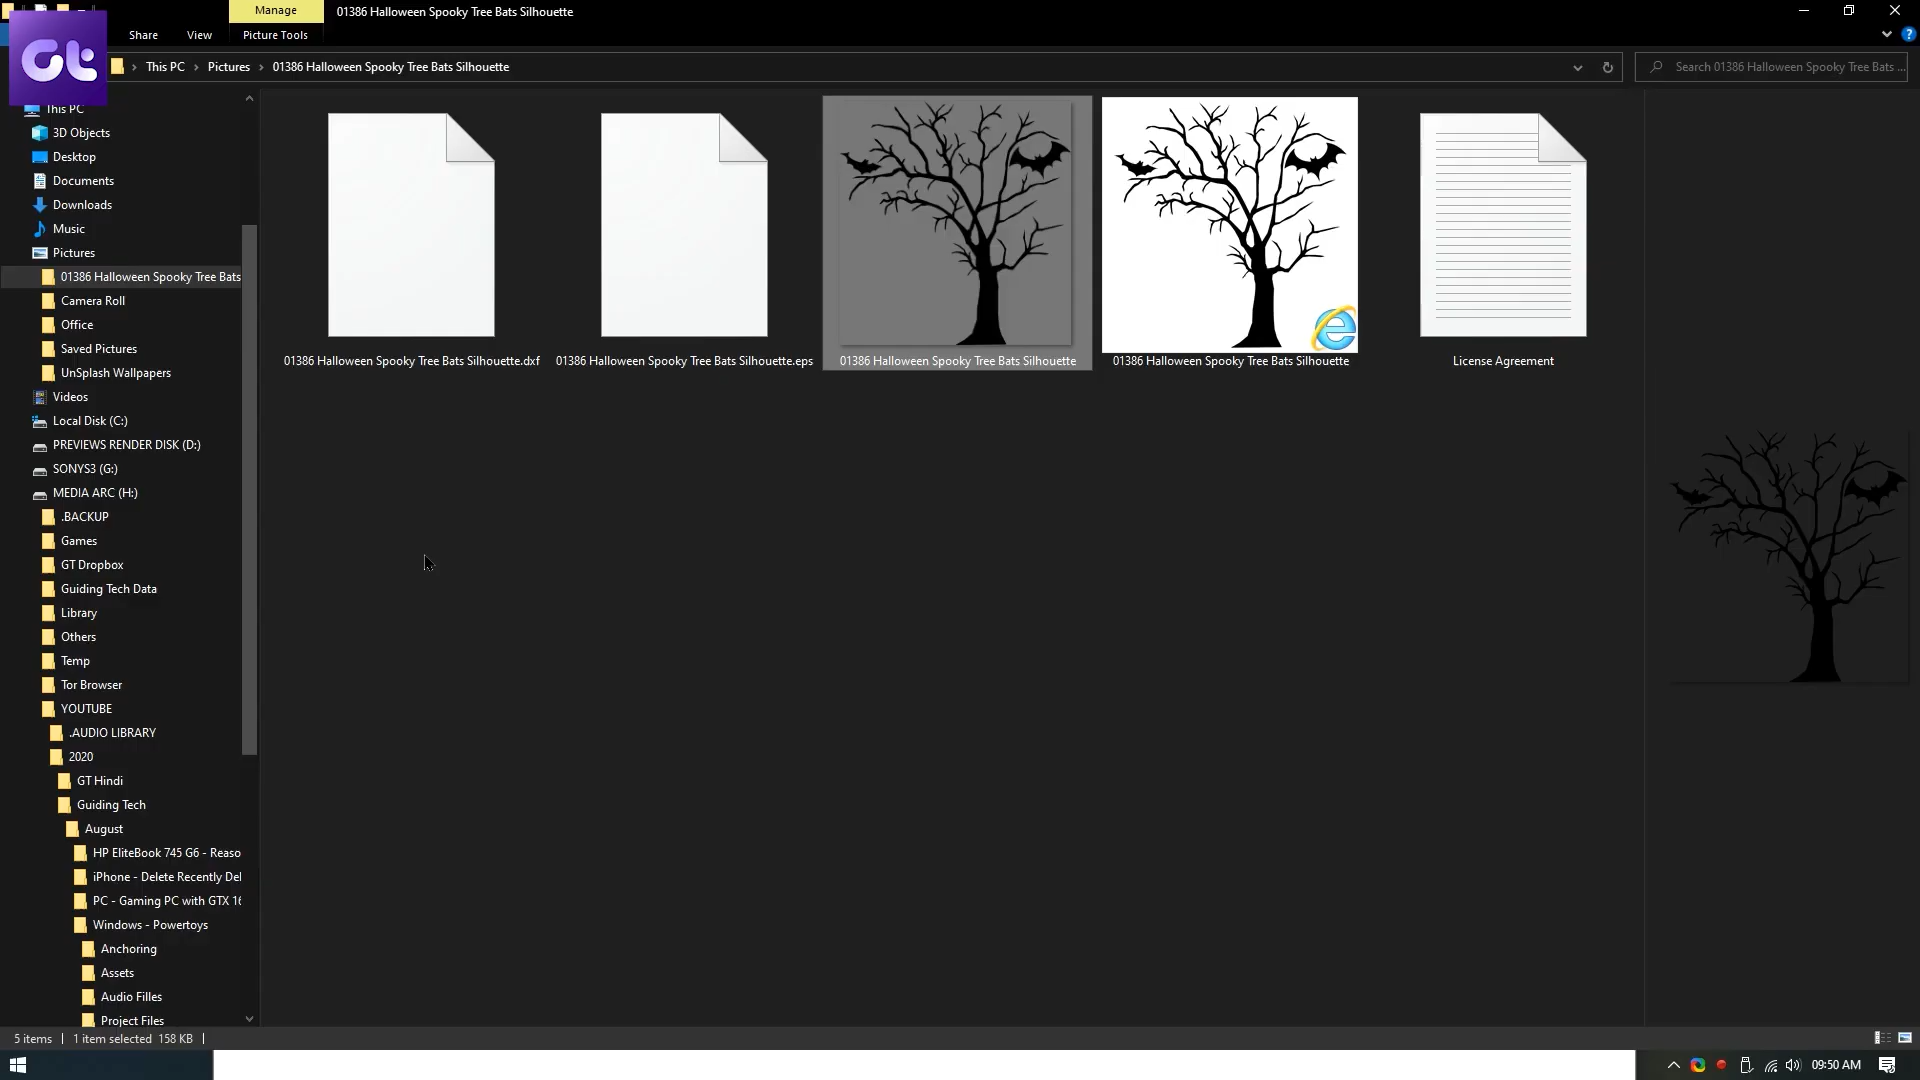 Manage
01386 Halloween Spooky Tree Bats Silhouette
Share
View
Picture Tools
Gt
This PC
Pictures
01386 Halloween Spooky Tree Bats Silhouette
Search 01386 Halloween Spooky Tree Bats ...
This PC
3D Objects
Desktop
Documents
Downloads
Music
Pictures
01386 Halloween Spooky Tree Bats
Camera Roll
Office
Saved Pictures
UnSplash Wallpapers
Videos
Local Disk (C:)
PREVIEWS RENDER DISK (D:)
SONYS3 (G:)
MEDIA ARC (H:)
.BACKUP
Games
GT Dropbox
Guiding Tech Data
Library
Others
Temp
Tor Browser
YOUTUBE
.AUDIO LIBRARY
2020
GT Hindi
Guiding Tech
August
HP EliteBook 745 G6 - Reaso
iPhone - Delete Recently Del
PC - Gaming PC with GTX 16
Windows - Powertoys
Anchoring
Assets
Audio Filles
Project Files
01386 Halloween Spooky Tree Bats Silhouette.dxf
01386 Halloween Spooky Tree Bats Silhouette.eps
01386 Halloween Spooky Tree Bats Silhouette
01386 Halloween Spooky Tree Bats Silhouette
License Agreement
5 items
1 item selected 158 KB
09:50 AM